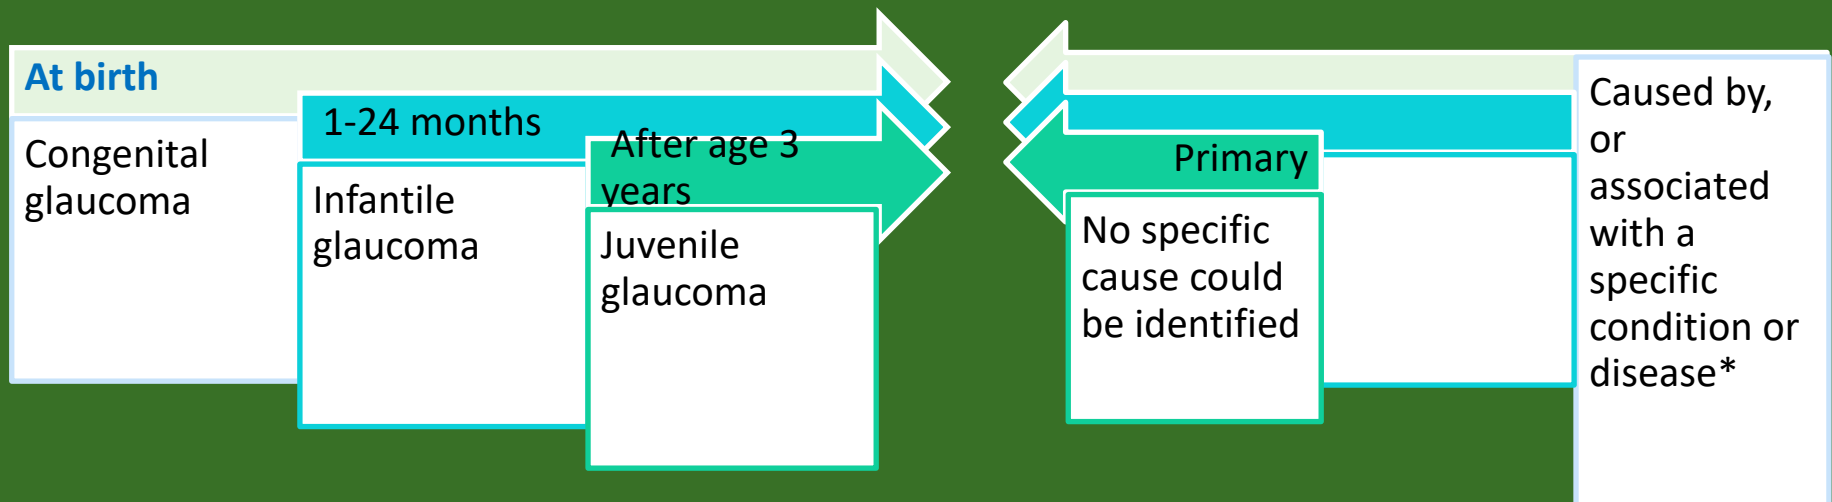 At birth
Congenital
glaucoma
1-24 months
Infantile
glaucoma
After age 3
years
Juvenile
glaucoma
Primary
No specific
cause could
be identified
Caused by,
or
associated
with a
specific
condition or
disease*